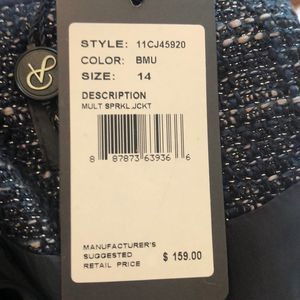 STYLE: 11CJ45920
COLOR: BMU
SIZE: 14
DESCRIPTION
MULT SPRKL JCKT
8 87873 63936 6
MANUFACTURER'S
SUGGESTED
RETAIL PRICE $ 159.00